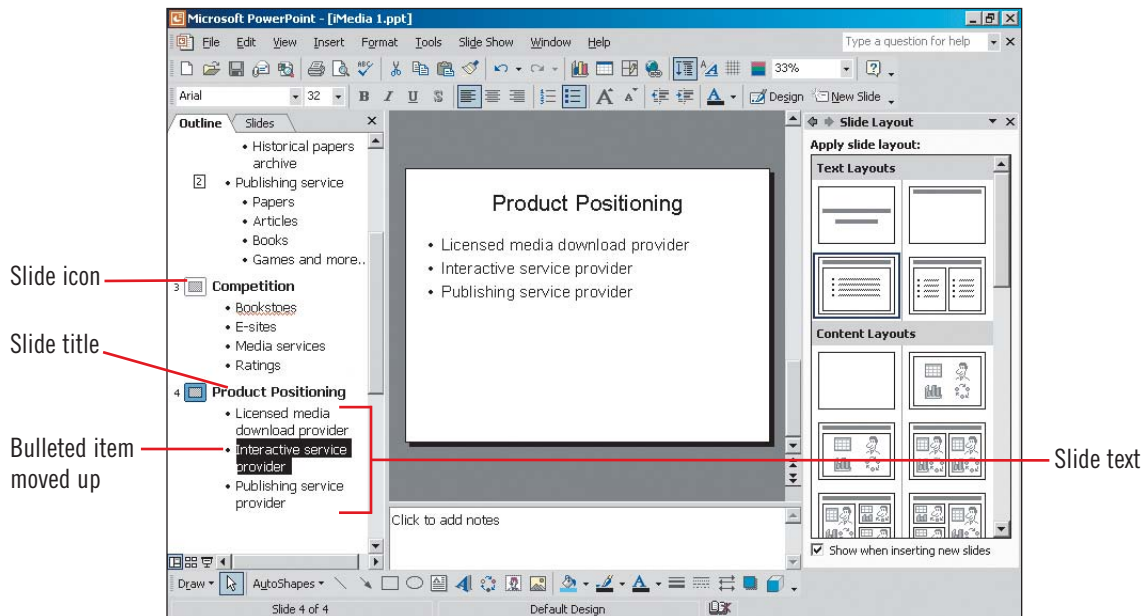 Microsoft PowerPoint - [iMedia 1.ppt]
File Edit View Insert Format Tools Slide Show Window Help
Type a question for help
33%
Arial
32
B I U S
Design
New Slide
Outline
Slides
• Historical papers
archive
2
• Publishing service
• Papers
• Articles
• Books
• Games and more..
3 Competition
• Bookstoes
• E-sites
• Media services
• Ratings
4 Product Positioning
• Licensed media
download provider
• Interactive service
provider
• Publishing service
provider
Product Positioning
• Licensed media download provider
• Interactive service provider
• Publishing service provider
Click to add notes
Slide Layout
Apply slide layout:
Text Layouts
Content Layouts
Show when inserting new slides
Draw
AutoShapes
Slide 4 of 4
Default Design
Slide icon
Slide title
Bulleted item
moved up
Slide text